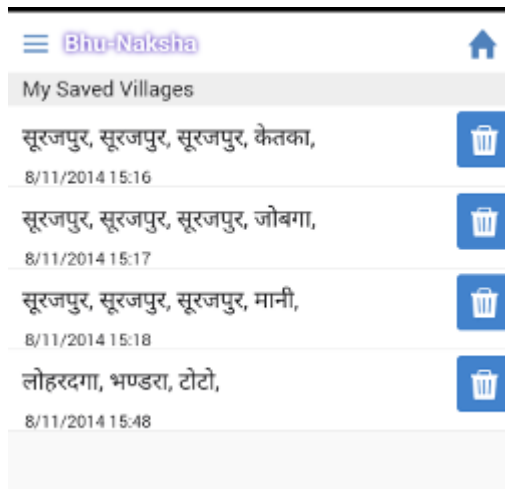 Bhu-Naksha
My Saved Villages
सूरजपुर, सूरजपुर, सूरजपुर, केतका,
8/11/2014 15:16
सूरजपुर, सूरजपुर, सूरजपुर, जोबगा,
8/11/2014 15:17
सूरजपुर, सूरजपुर, सूरजपुर, मानी,
8/11/2014 15:18
लोहरदगा, भण्डरा, टोटो,
8/11/2014 15:48